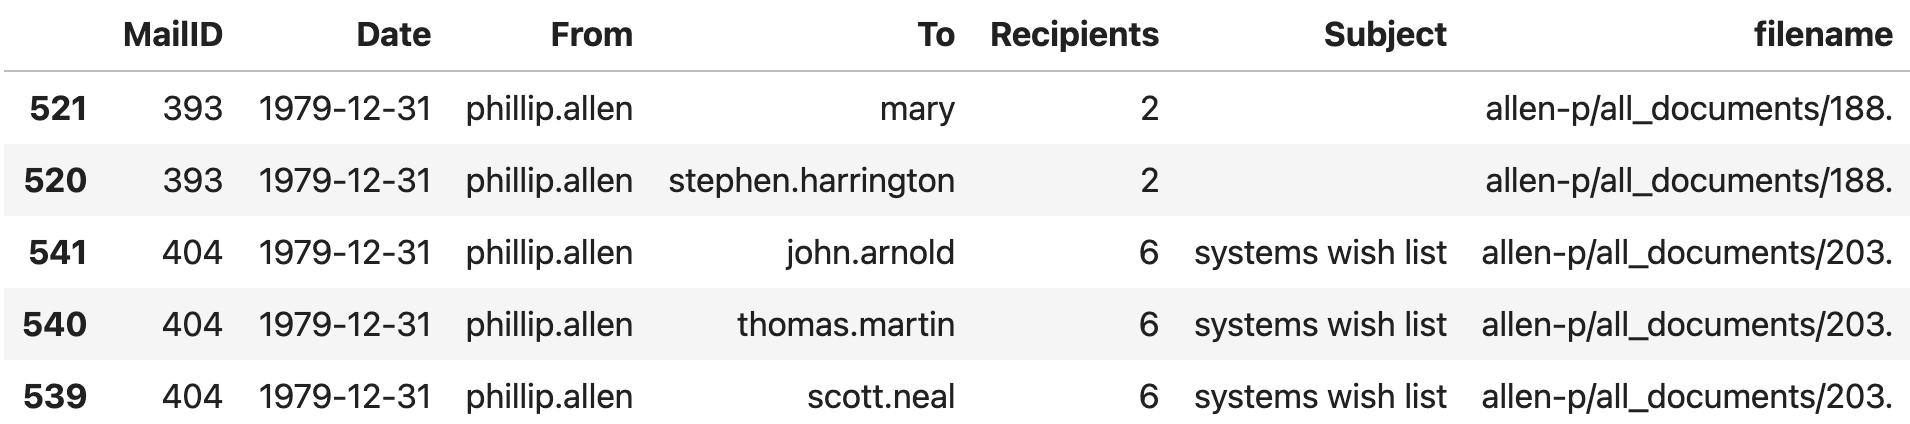 MailID Date From To Recipients Subject filename
521 393 1979-12-31 phillip.allen mary 2 allen-p/all_documents/188.
520 393 1979-12-31 phillip.allen stephen.harrington 2 allen-p/all_documents/188.
541 404 1979-12-31 phillip.allen john.arnold 6 systems wish list allen-p/all_documents/203.
540 404 1979-12-31 phillip.allen thomas.martin 6 systems wish list allen-p/all_documents/203.
539 404 1979-12-31 phillip.allen scott.neal 6 systems wish list allen-p/all_documents/203.